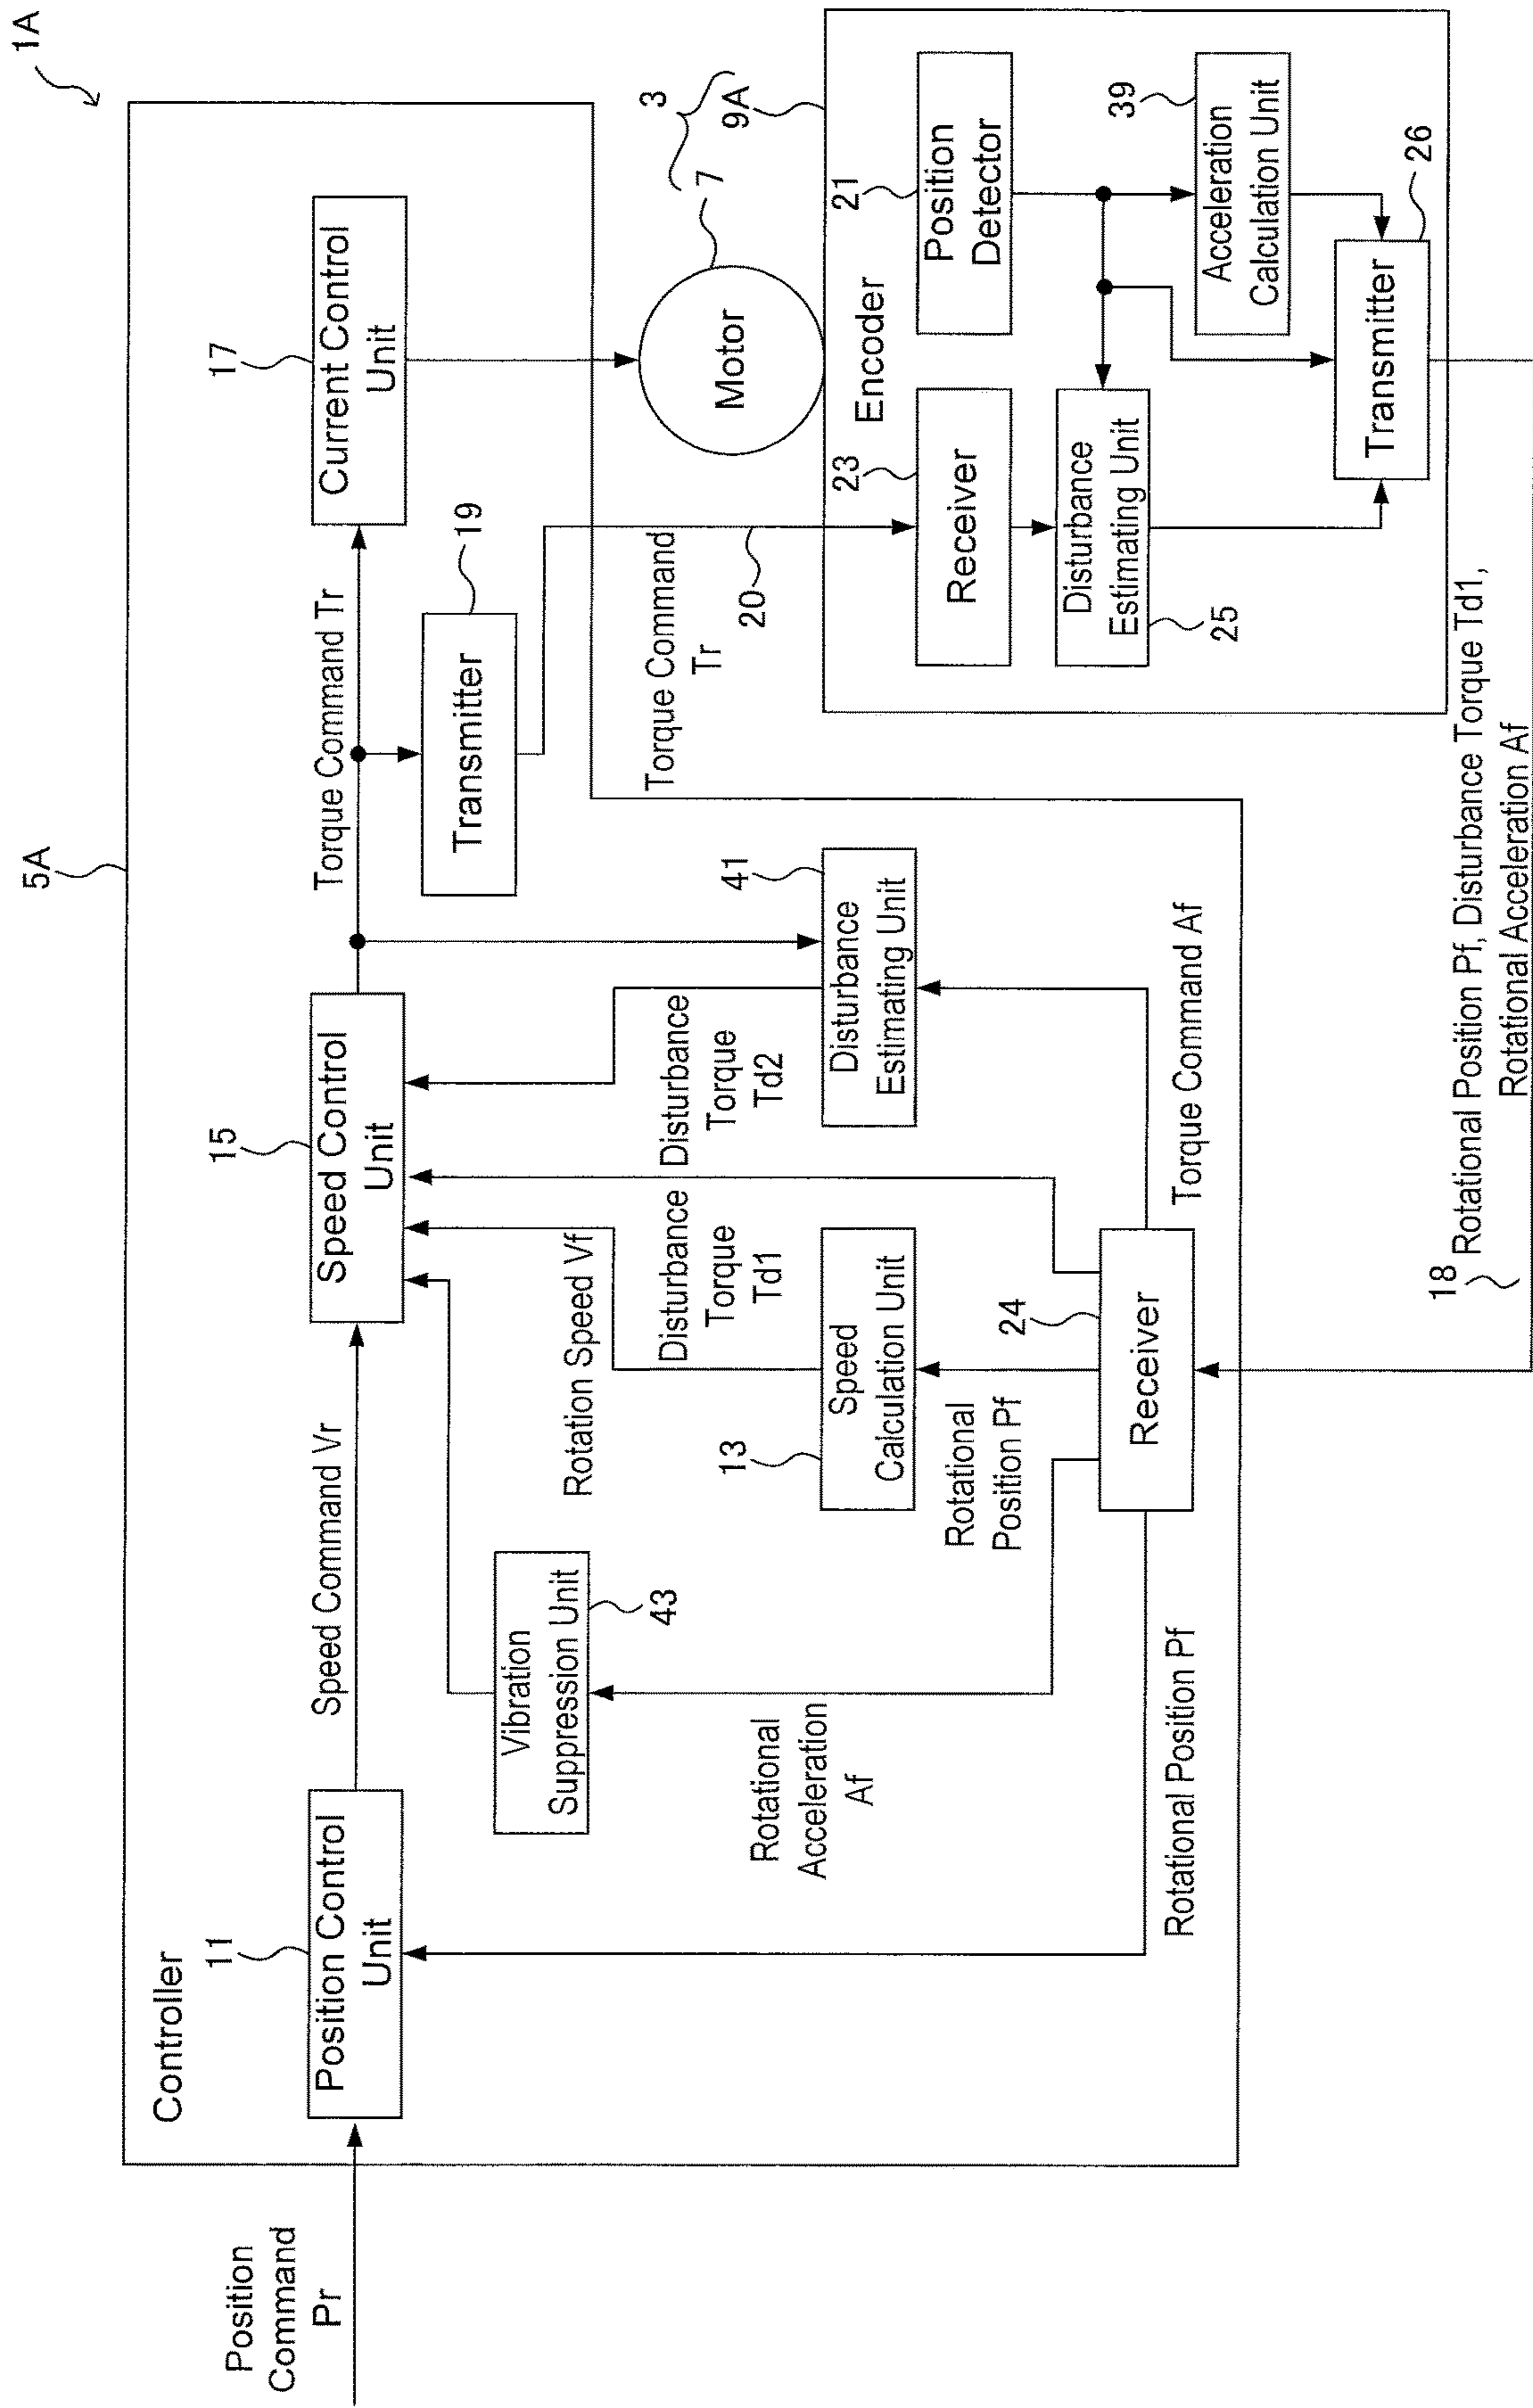 1A
5A
Controller
Position
Command
Pr
11
Position Control
Unit
Speed Command Vr
15
Speed Control
Unit
Torque Command Tr
17
Current Control
Unit
Transmitter
19
Vibration
Suppression Unit
43
Rotation Speed Vf
Disturbance
Torque
Td1
Disturbance
Torque
Td2
Torque Command
Tr
20
Motor
7
3
9A
Rotational
Acceleration
Af
13
Speed
Calculation Unit
Disturbance
Estimating Unit
41
Rotational
Position Pf
24
Receiver
Rotational Position Pf
Torque Command Af
Encoder
23
Receiver
21
Position
Detector
Disturbance
Estimating Unit
25
Acceleration
Calculation Unit
39
Transmitter
26
18
Rotational Position Pf, Disturbance Torque Td1,
Rotational Acceleration Af